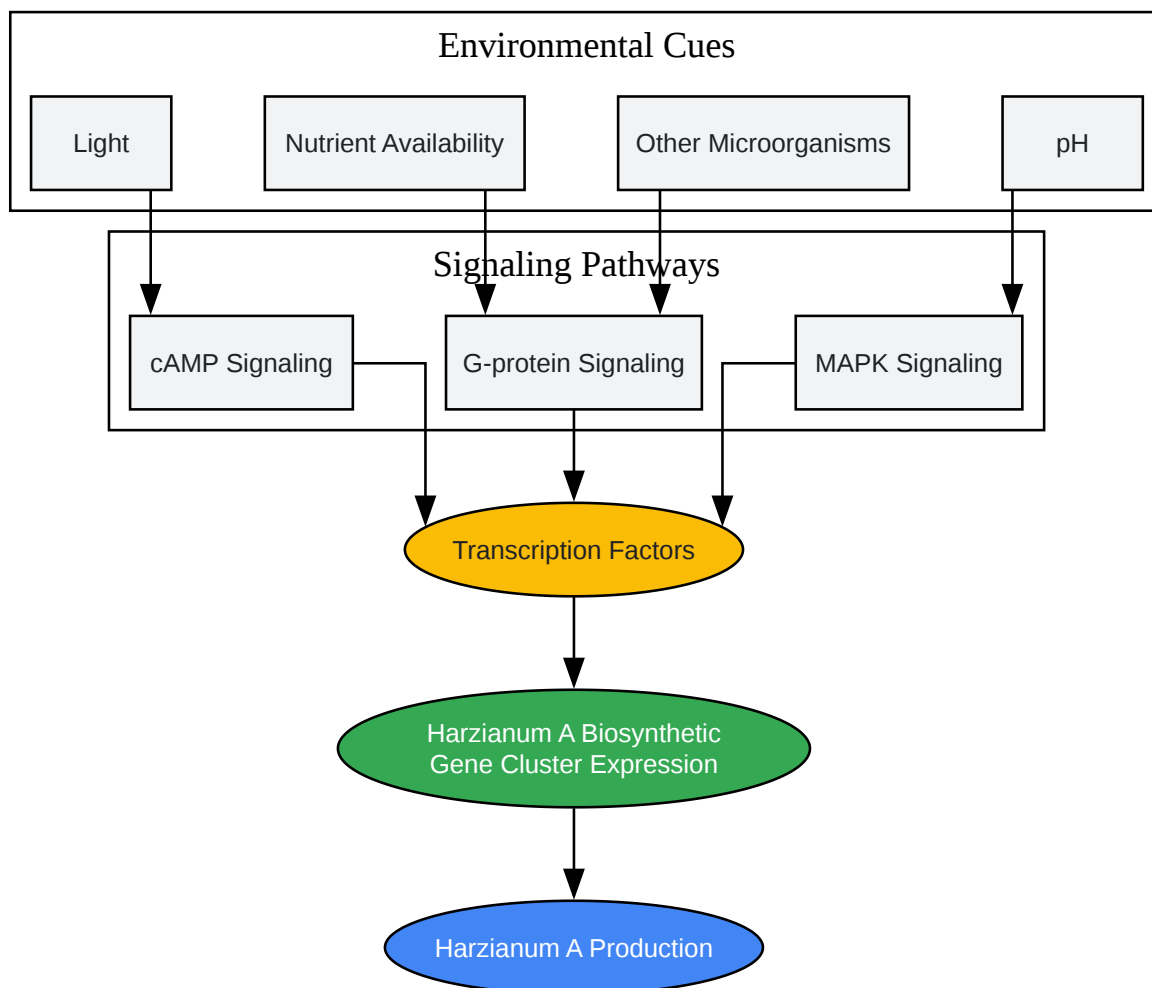 Environmental Cues
Light
Nutrient Availability
Other Microorganisms
pH
Signaling Pathways
cAMP Signaling
G-protein Signaling
MAPK Signaling
Transcription Factors
Harzianum A Biosynthetic
Gene Cluster Expression
Harzianum A Production